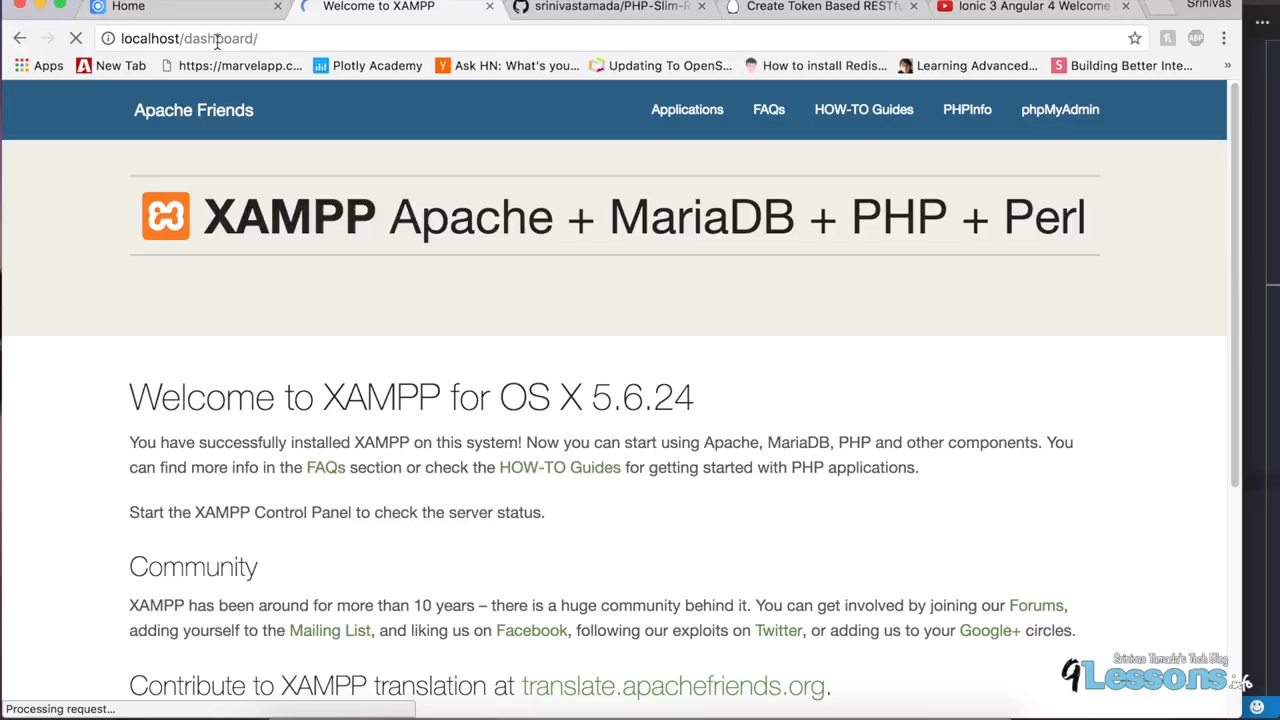 Home
Welcome to XAMPP
srinivastamada/PHP-Slim-R
Create Token Based RESTfu
Ionic 3 Angular 4 Welcome
Srinivas
localhost/dashboard/
ABP
Apps
New Tab
https://marvelapp.c...
Plotly Academy
Ask HN: What's you...
Updating To OpenS...
How to install Redis...
Learning Advanced...
Building Better Inte...
»
Apache Friends
Applications
FAQs
HOW-TO Guides
PHPInfo
phpMyAdmin
XAMPP Apache + MariaDB + PHP + Perl
Welcome to XAMPP for OS X 5.6.24
You have successfully installed XAMPP on this system! Now you can start using Apache, MariaDB, PHP and other components. You
can find more info in the FAQs section or check the HOW-TO Guides for getting started with PHP applications.
Start the XAMPP Control Panel to check the server status.
Community
XAMPP has been around for more than 10 years – there is a huge community behind it. You can get involved by joining our Forums,
adding yourself to the Mailing List, and liking us on Facebook, following our exploits on Twitter, or adding us to your Google+ circles.
Contribute to XAMPP translation at translate.apachefriends.org.
Srinivas Tamada's Tech Blog
9Lessons.info
Processing request...